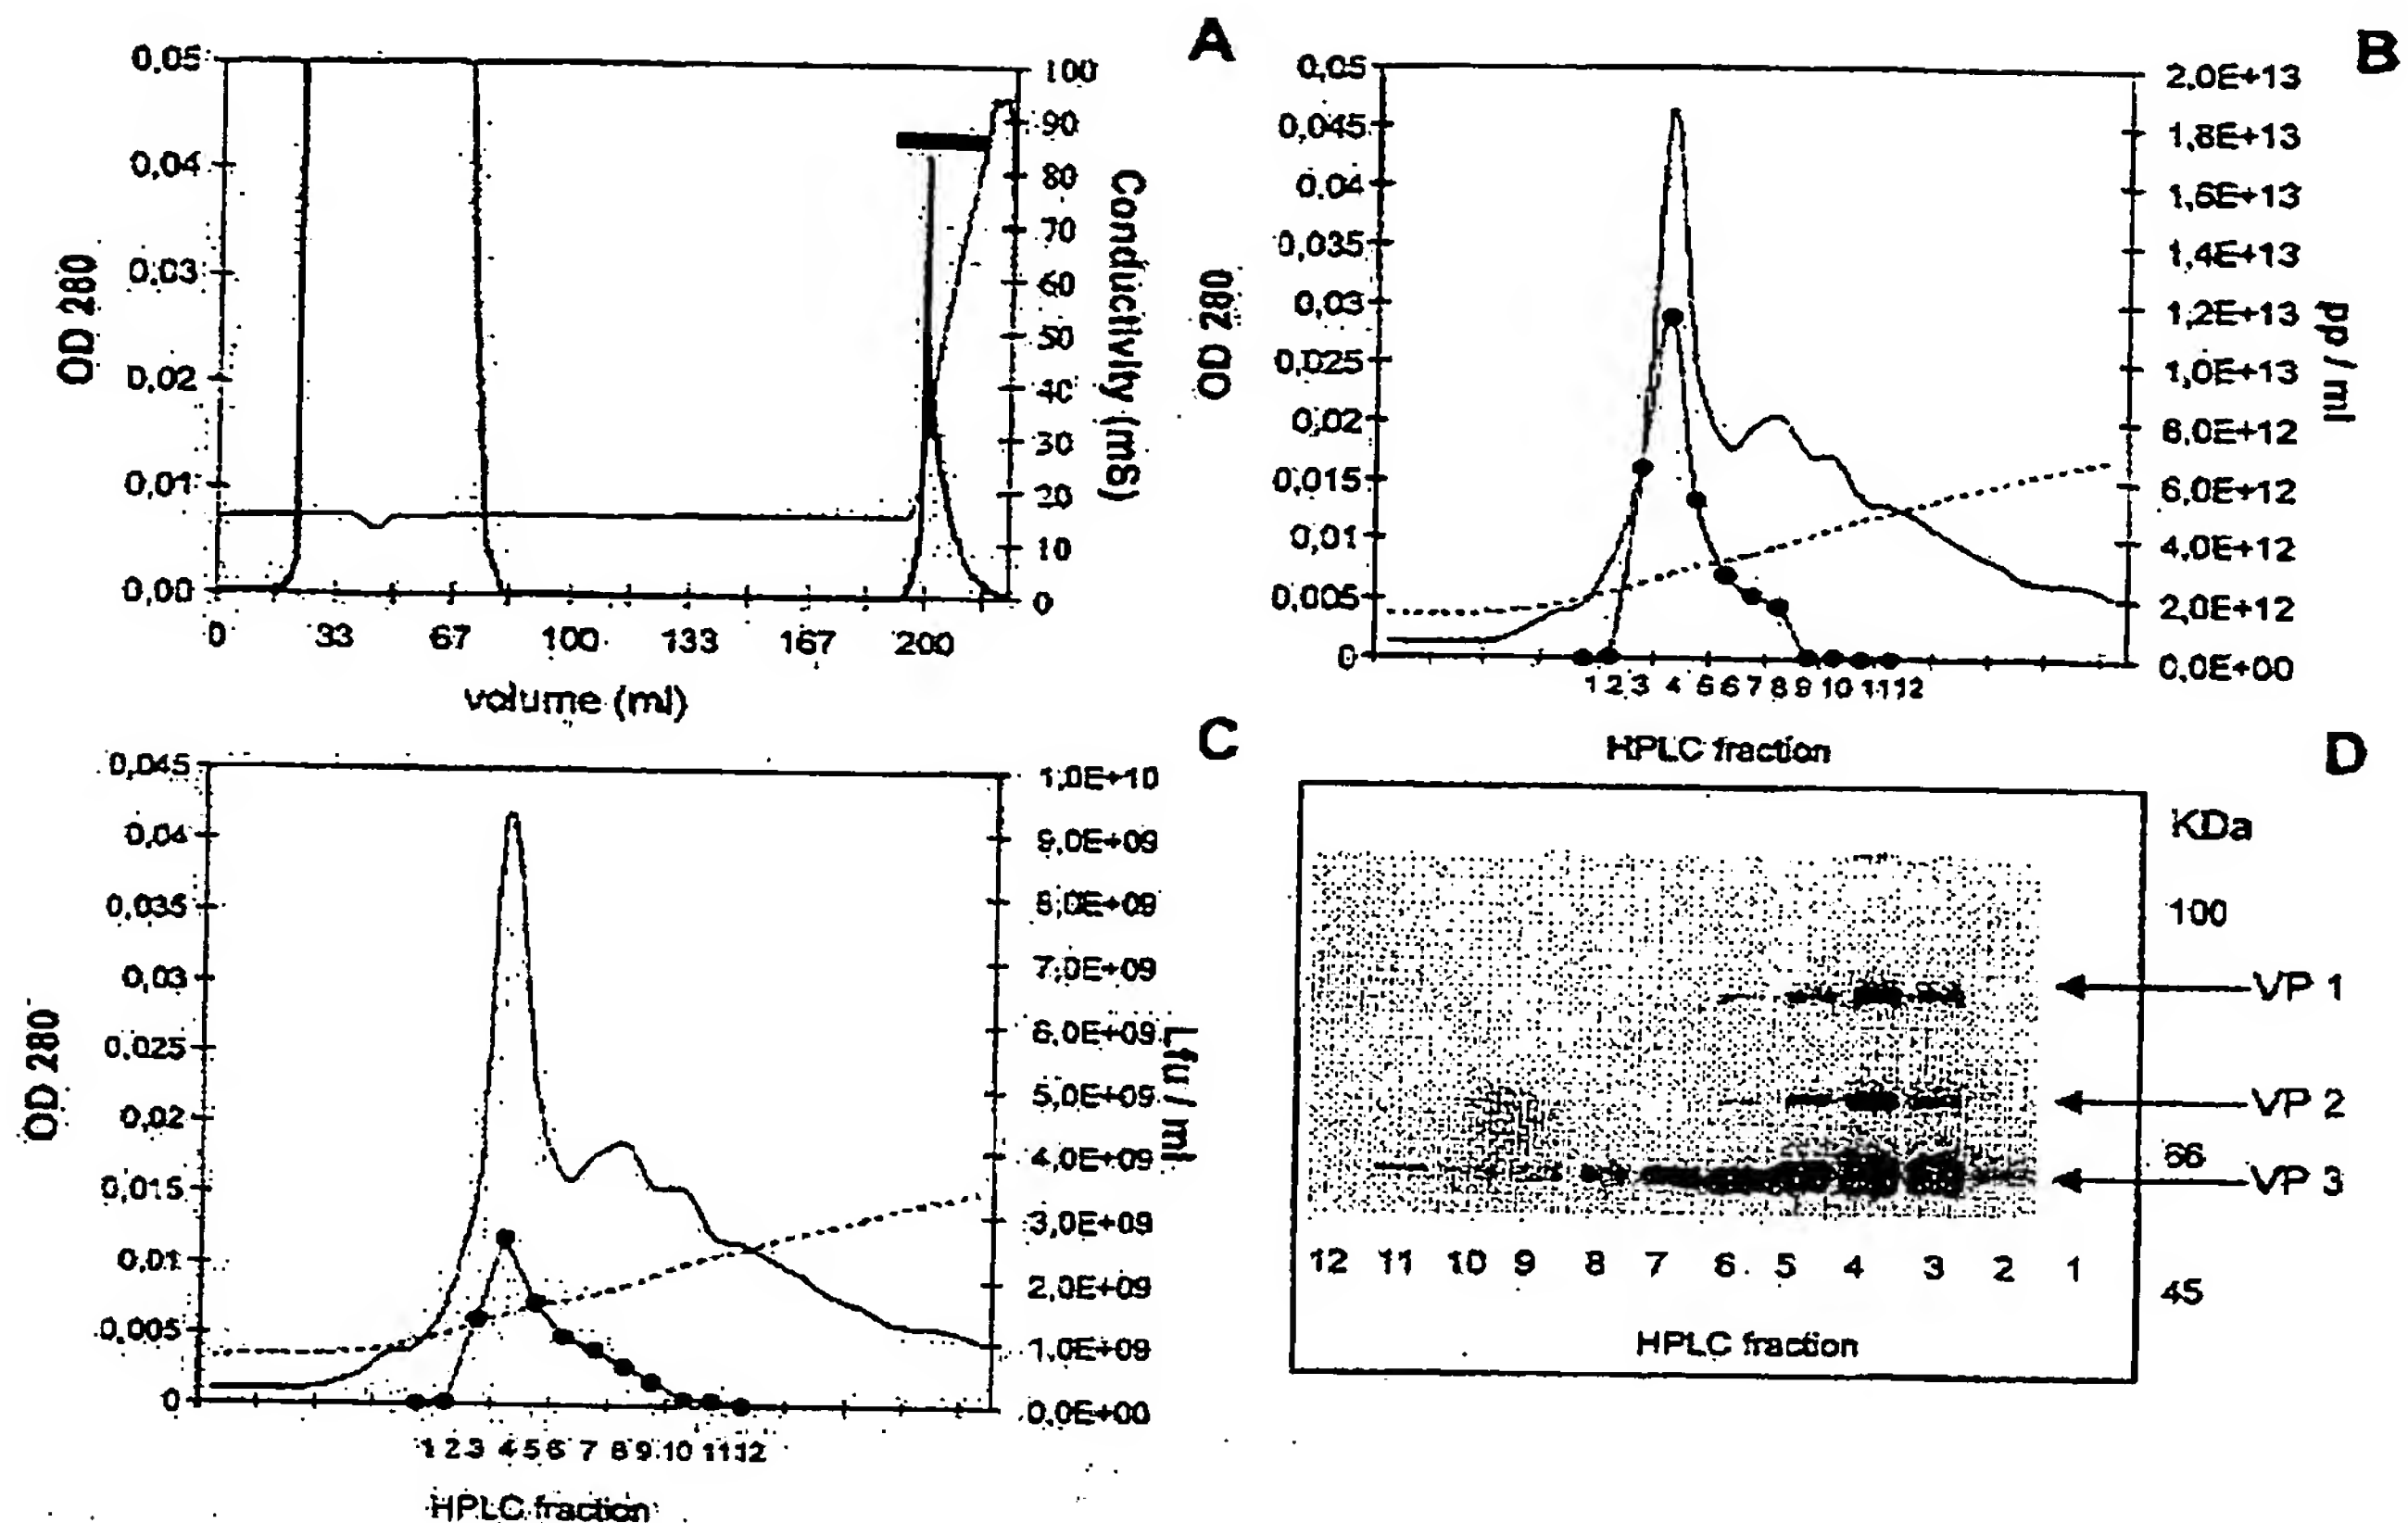 A
0,05
0,04
0,03
0,02
0,01
0,00
OD 280
100
90
80
70
60
50
40
30
20
10
0
Conductivity (mS)
0 33 67 100 133 167 200
volume (ml)
B
0,05
0,045
0,04
0,035
0,03
0,025
0,02
0,015
0,01
0,005
0
OD 280
2,0E+13
1,8E+13
1,6E+13
1,4E+13
1,2E+13
1,0E+13
8,0E+12
6,0E+12
4,0E+12
2,0E+12
0,0E+00
pp / ml
1 2 3 4 5 6 7 8 9 10 11 12
HPLC fraction
C
0,045
0,04
0,035
0,03
0,025
0,02
0,015
0,01
0,005
0
OD 280
1,0E+10
9,0E+09
8,0E+09
7,0E+09
6,0E+09
5,0E+09
4,0E+09
3,0E+09
2,0E+09
1,0E+09
0,0E+00
Lfu / ml
1 2 3 4 5 6 7 8 9 10 11 12
HPLC fraction
D
KDa
100
VP 1
VP 2
66
VP 3
12 11 10 9 8 7 6 5 4 3 2 1
45
HPLC fraction